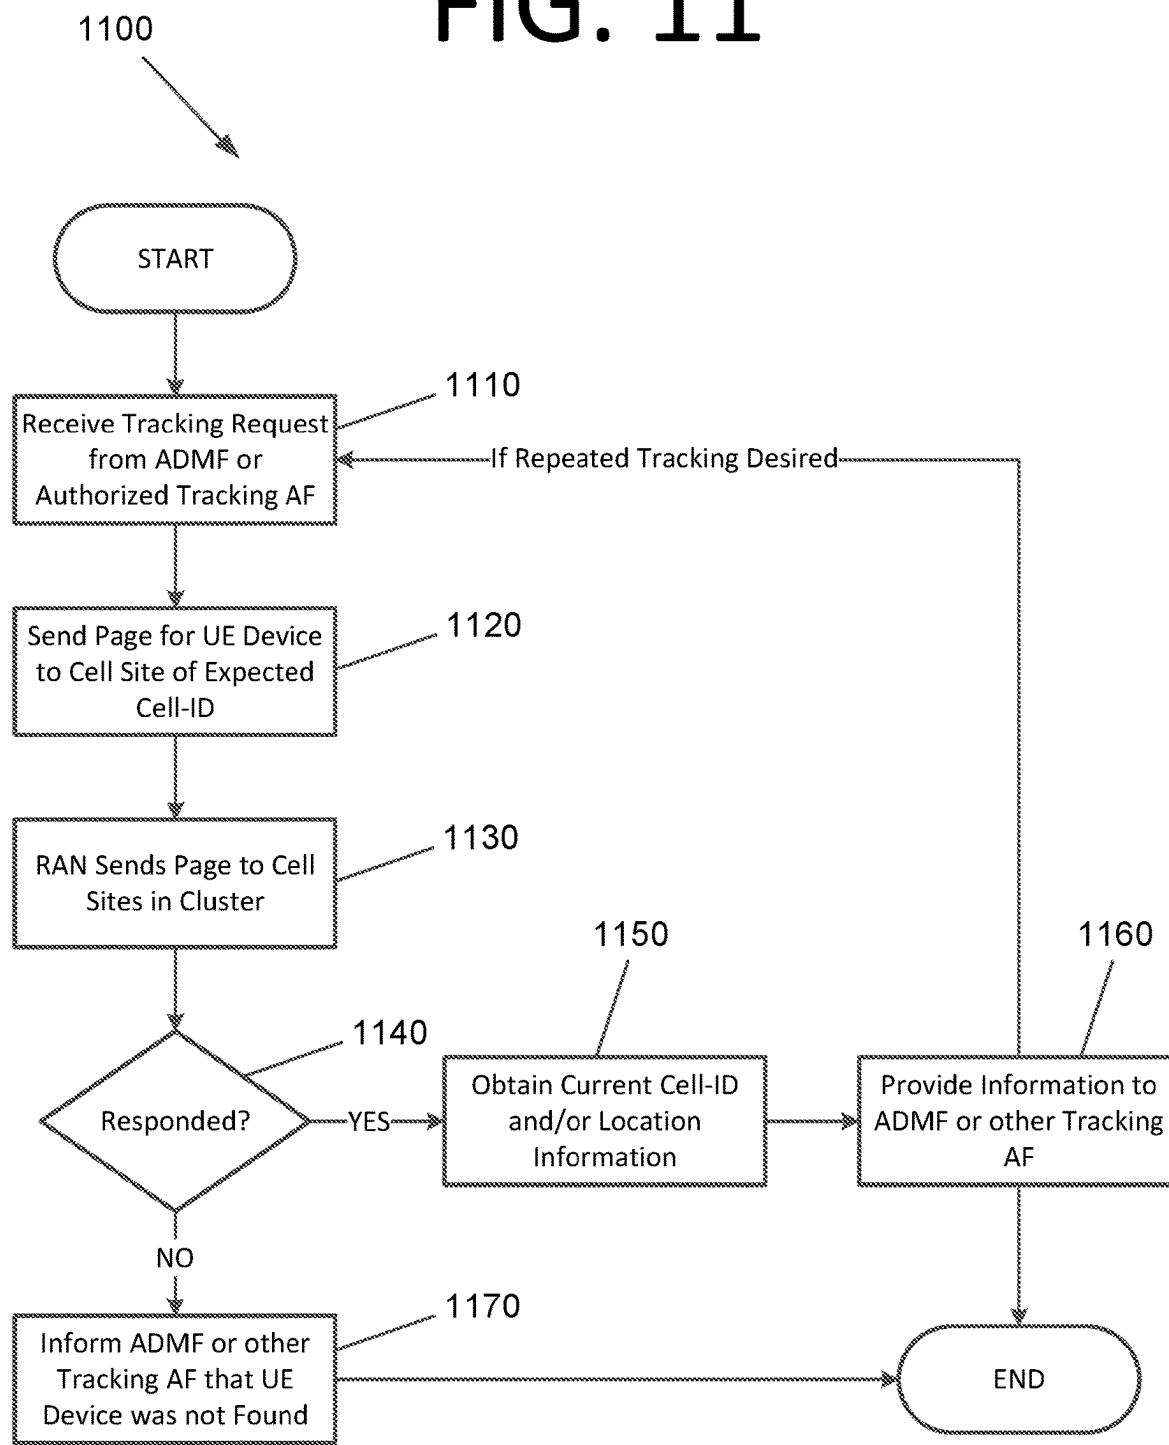 FIG. 11
1100
START
1110
Receive Tracking Request
from ADMF or
Authorized Tracking AF
If Repeated Tracking Desired
1120
Send Page for UE Device
to Cell Site of Expected
Cell-ID
1130
RAN Sends Page to Cell
Sites in Cluster
1140
Responded?
YES
1150
Obtain Current Cell-ID
and/or Location
Information
1160
Provide Information to
ADMF or other Tracking
AF
NO
1170
Inform ADMF or other
Tracking AF that UE
Device was not Found
END